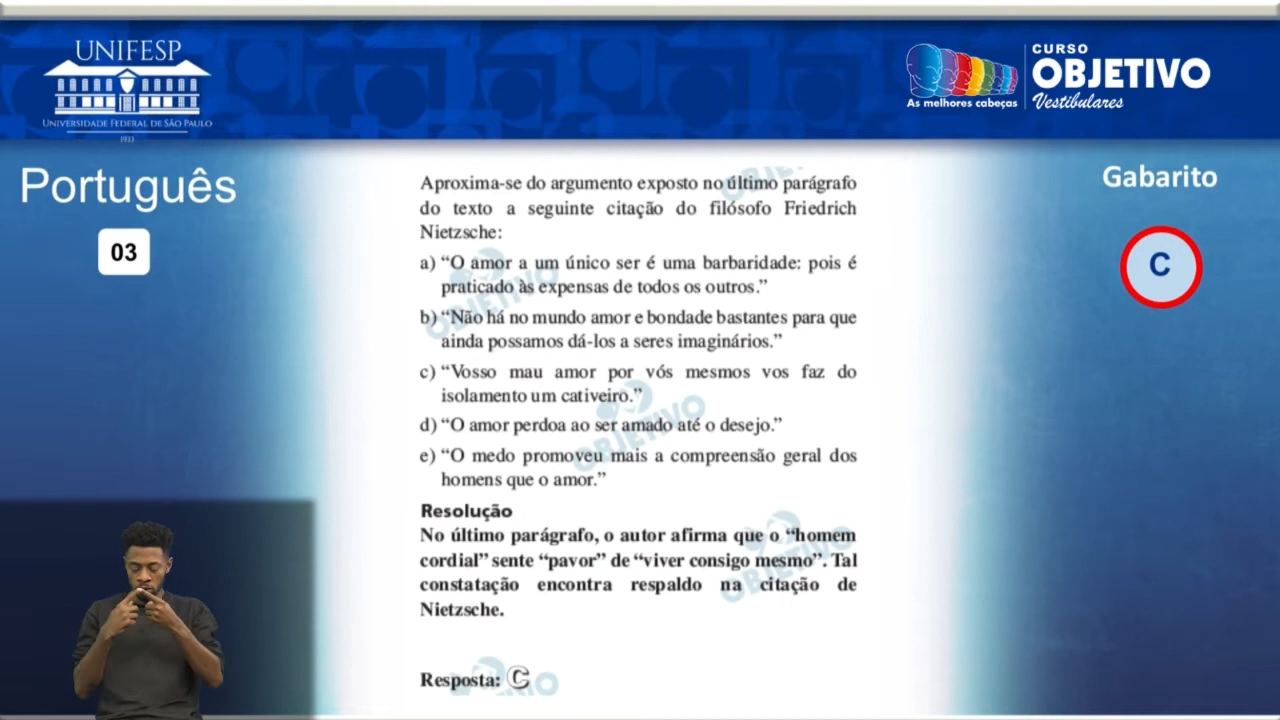 UNIFESP
UNIVERSIDADE FEDERAL DE SÃO PAULO
1933
CURSO
OBJETIVO
As melhores cabeças
Vestibulares
Português
03
Gabarito
C
Aproxima-se do argumento exposto no último parágrafo
do texto a seguinte citação do filósofo Friedrich
Nietzsche:
a) “O amor a um único ser é uma barbaridade: pois é
praticado às expensas de todos os outros.”
b) “Não há no mundo amor e bondade bastantes para que
ainda possamos dá-los a seres imaginários.”
c) “Vosso mau amor por vós mesmos vos faz do
isolamento um cativeiro.”
d) “O amor perdoa ao ser amado até o desejo.”
e) “O medo promoveu mais a compreensão geral dos
homens que o amor.”
Resolução
No último parágrafo, o autor afirma que o “homem
cordial” sente “pavor” de “viver consigo mesmo”. Tal
constatação encontra respaldo na citação de
Nietzsche.
Resposta: C